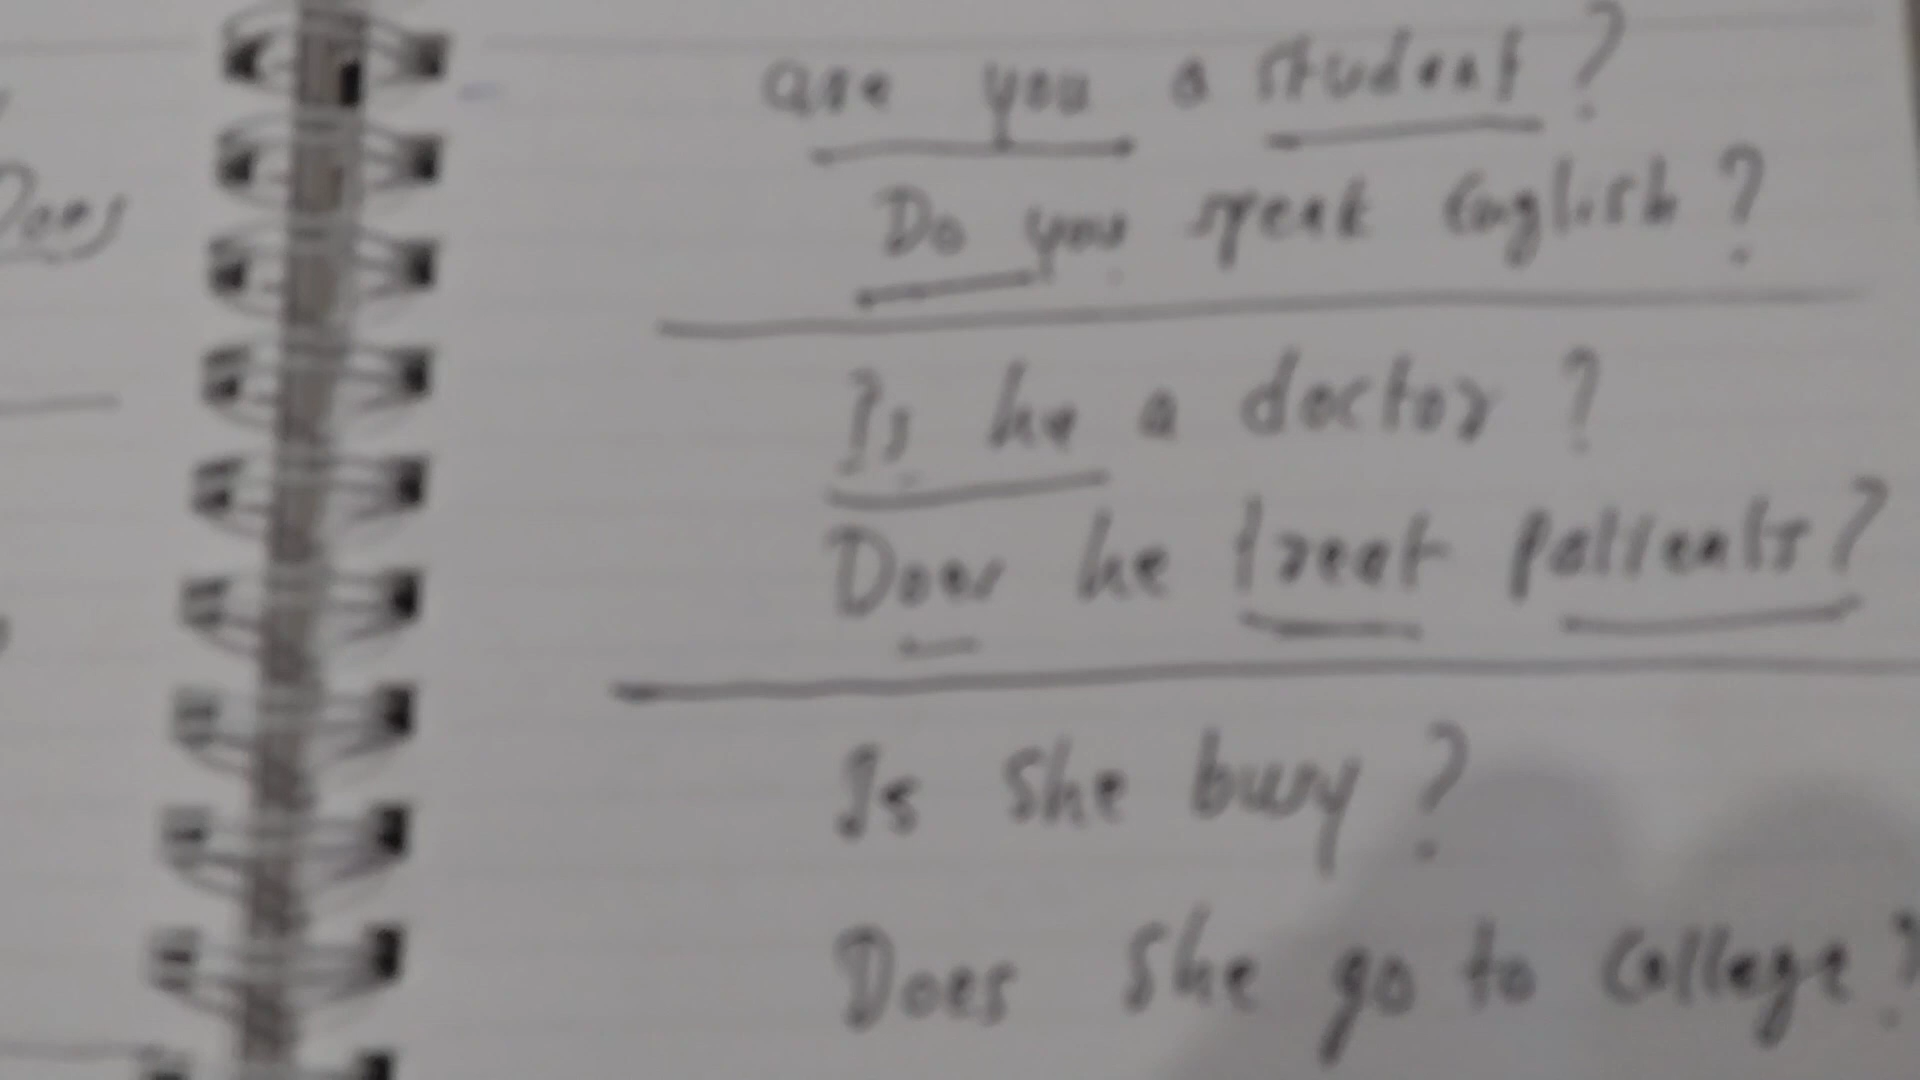 Does
are you a student?
Do you speak English?
Is he a doctor?
Does he treat patients?
Is She busy?
Does She go to College?